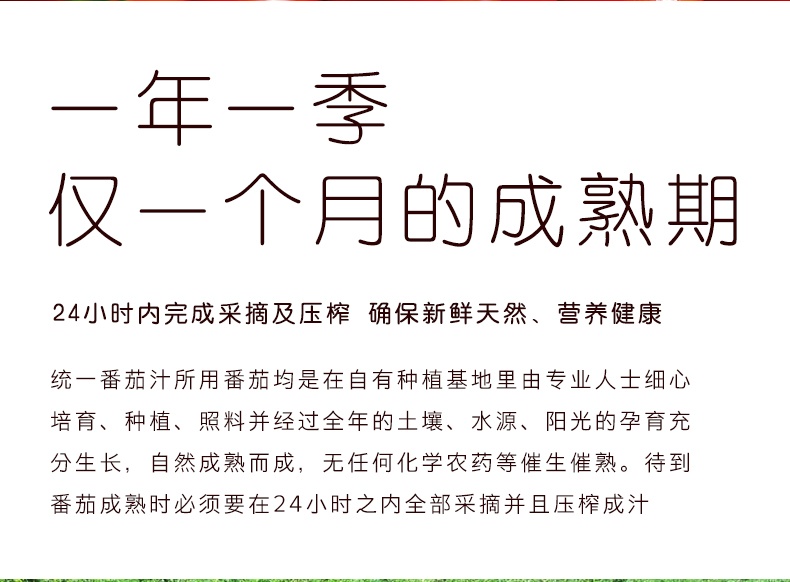 一年一季
仅一个月的成熟期
24小时内完成采摘及压榨 确保新鲜天然、营养健康
统一番茄汁所用番茄均是在自有种植基地里由专业人士细心
培育、种植、照料并经过全年的土壤、水源、阳光的孕育充
分生长，自然成熟而成，无任何化学农药等催生催熟。待到
番茄成熟时必须要在24小时之内全部采摘并且压榨成汁